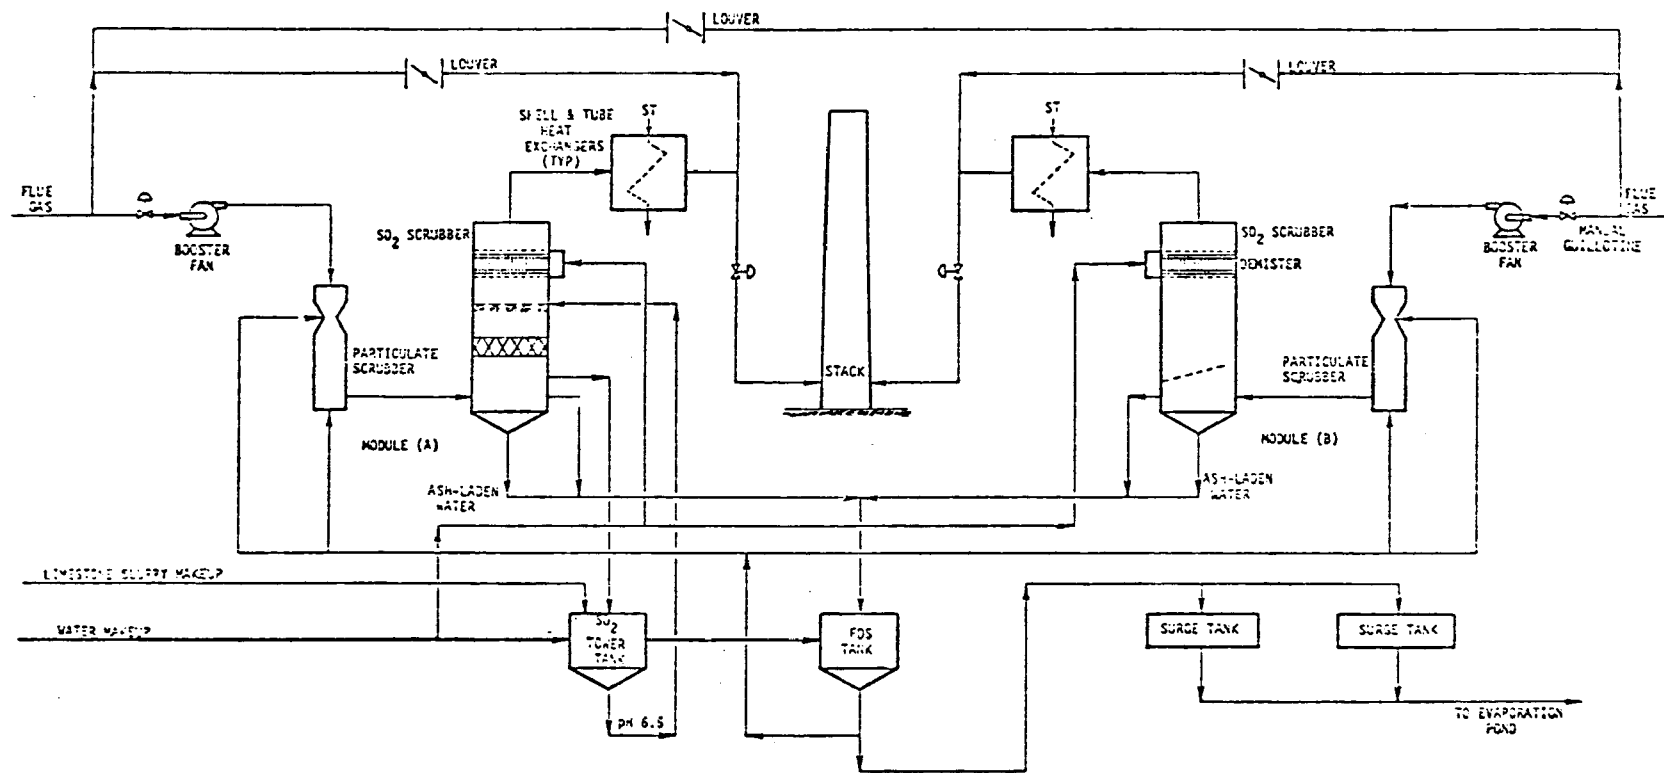 LOUVER
LOUVER
LOUVER
SHELL & TUBE
HEAT
EXCHANGERS
(TYP)
ST
ST
FLUE
GAS
BOOSTER
FAN
SO2 SCRUBBER
SO2 SCRUBBER
DEMISTER
BOOSTER
FAN
FLUE
GAS
MANUAL
GUILLOTINE
PARTICULATE
SCRUBBER
STACK
PARTICULATE
SCRUBBER
MODULE (A)
MODULE (B)
ASH-LADEN
WATER
ASH-LADEN
WATER
LIMESTONE SLURRY MAKEUP
WATER MAKEUP
SO2
TOWER
TANK
FDS
TANK
SURGE TANK
SURGE TANK
pH 6.5
TO EVAPORATION
POND